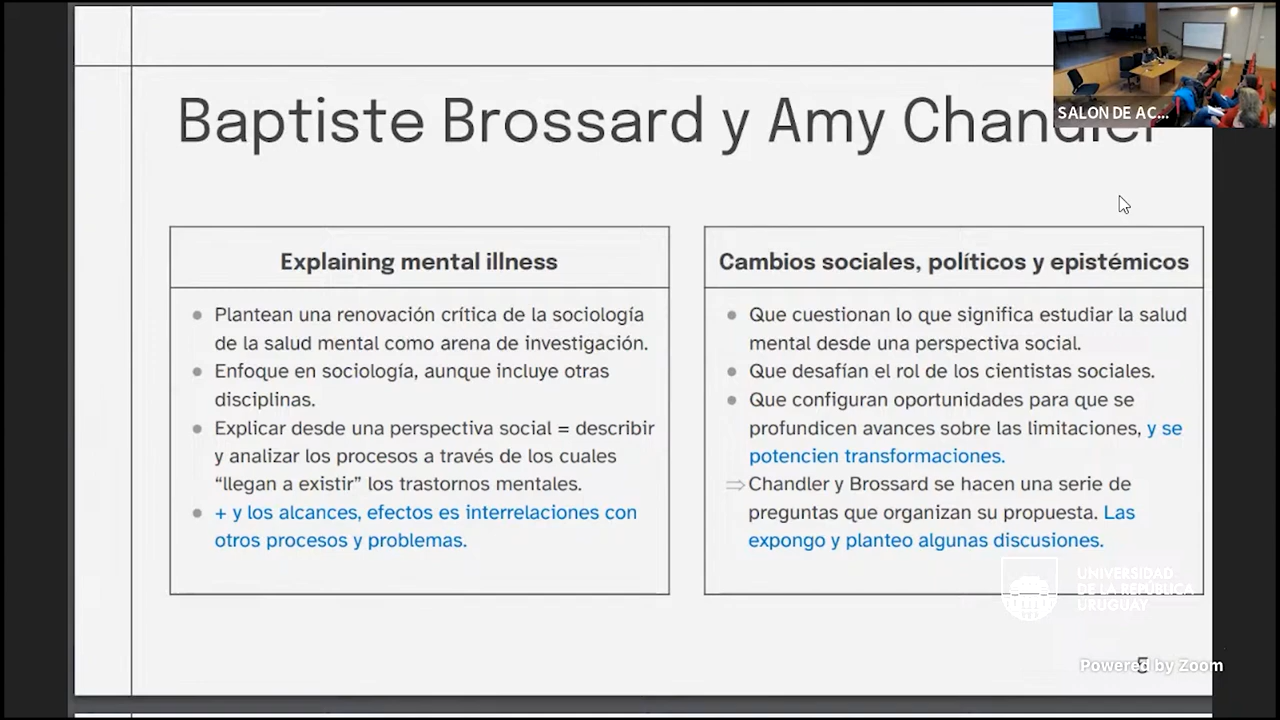 Baptiste Brossard y Amy Chandler
SALON DE AC...
Explaining mental illness
Plantean una renovación crítica de la sociología
de la salud mental como arena de investigación.
Enfoque en sociología, aunque incluye otras
disciplinas.
Explicar desde una perspectiva social = describir
y analizar los procesos a través de los cuales
“llegan a existir” los trastornos mentales.
+ y los alcances, efectos es interrelaciones con
otros procesos y problemas.
Cambios sociales, políticos y epistémicos
Que cuestionan lo que significa estudiar la salud
mental desde una perspectiva social.
Que desafían el rol de los cientistas sociales.
Que configuran oportunidades para que se
profundicen avances sobre las limitaciones, y se
potencien transformaciones.
⇒Chandler y Brossard se hacen una serie de
preguntas que organizan su propuesta. Las
expongo y planteo algunas discusiones.
UNIVERSIDAD
DE LA REPÚBLICA
URUGUAY
5
Powered by Zoom